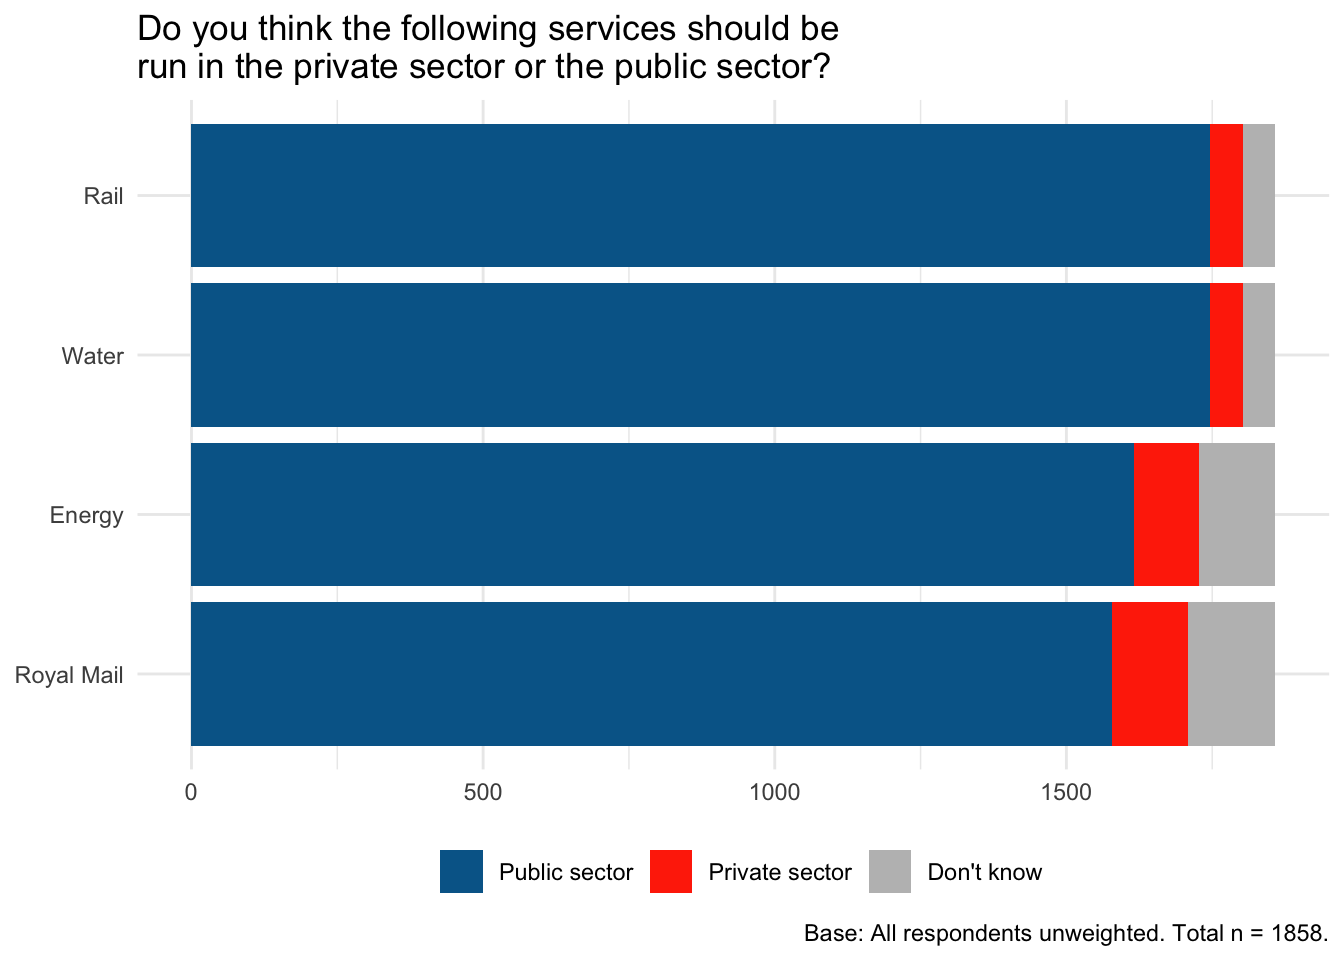 Do you think the following services should be
run in the private sector or the public sector?
Rail
Water
Energy
Royal Mail
0 500 1000 1500
Public sector Private sector Don't know
Base: All respondents unweighted. Total n = 1858.